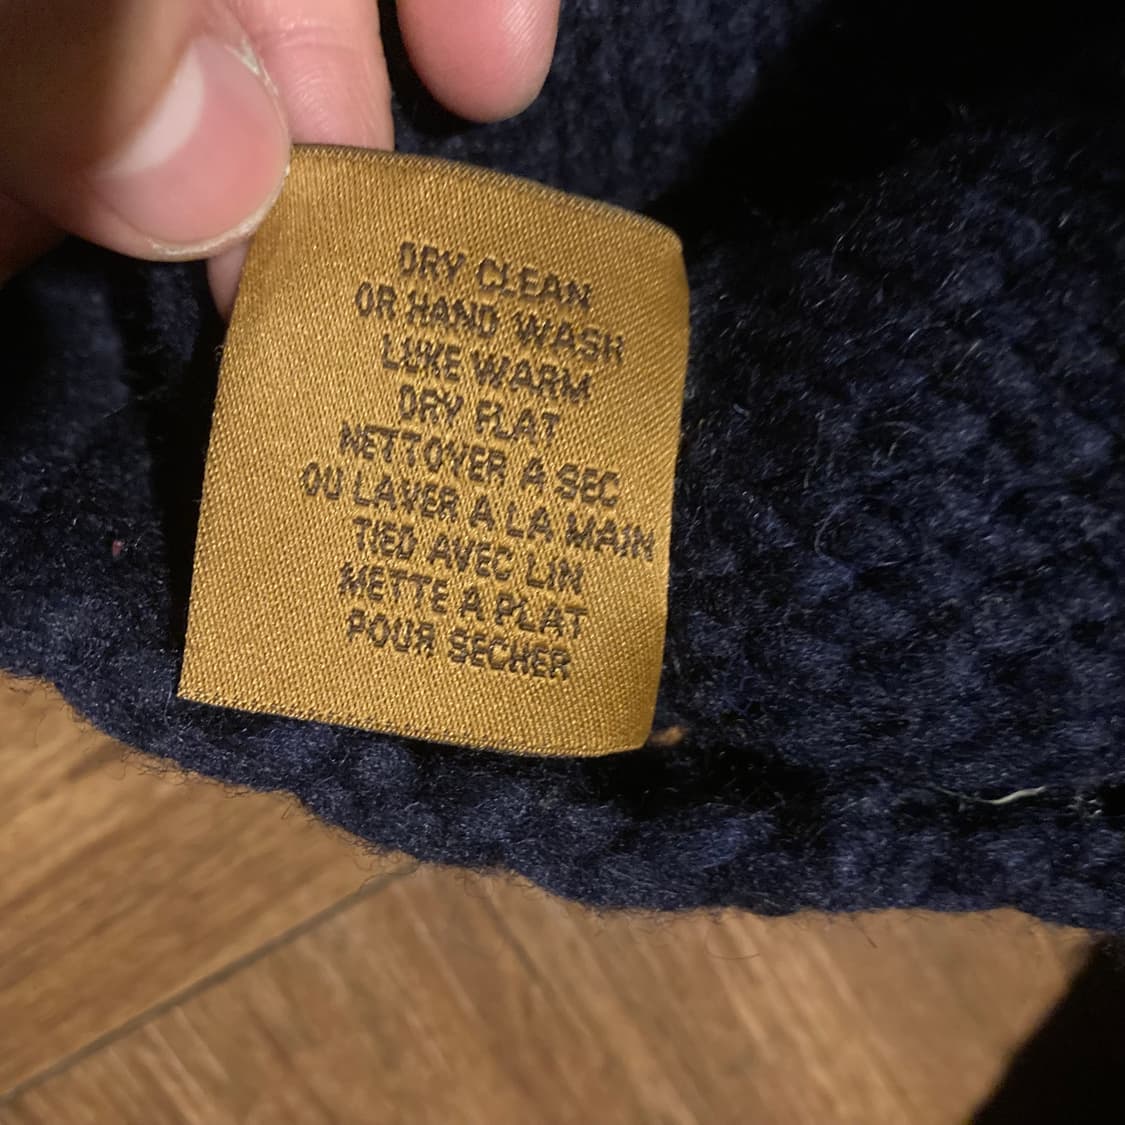 DRY CLEAN
OR HAND WASH
LUKE WARM
DRY FLAT
NETTOYER A SEC
OU LAVER A LA MAIN
TIED AVEC LIN
METTE A PLAT
POUR SECHER